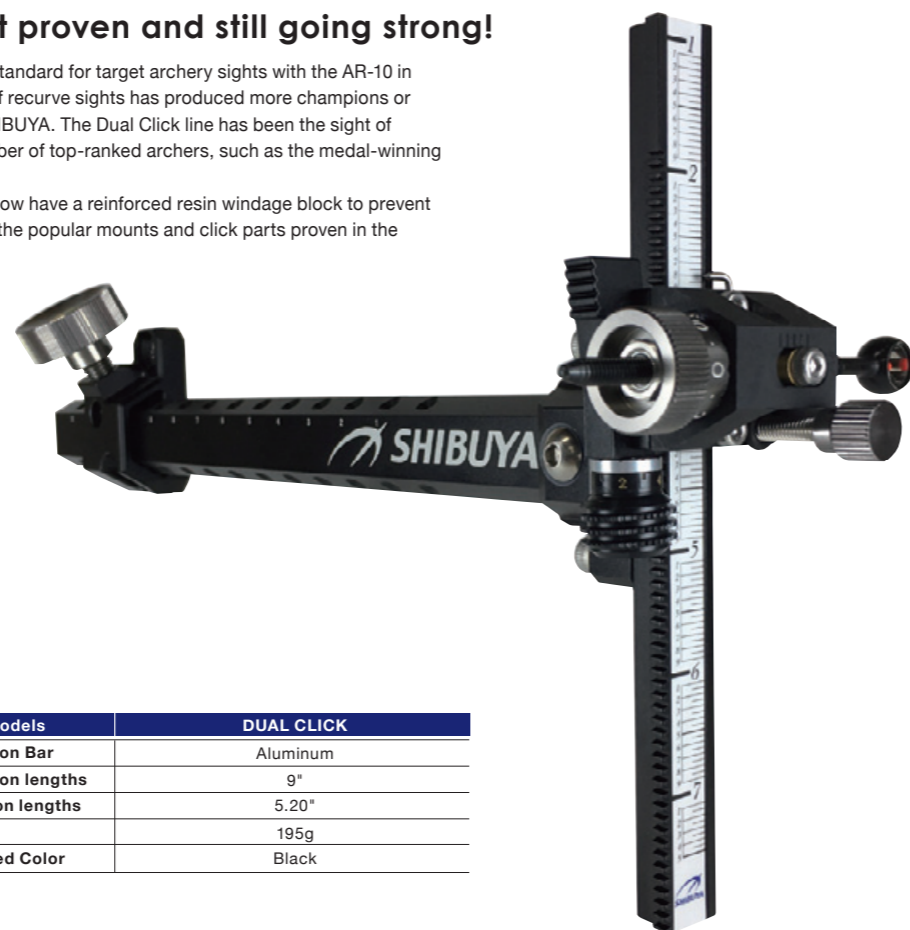 t proven and still going strong!
tandard for target archery sights with the AR-10 in
f recurve sights has produced more champions or
IBUYA. The Dual Click line has been the sight of
ber of top-ranked archers, such as the medal-winning
ow have a reinforced resin windage block to prevent
the popular mounts and click parts proven in the
1
2
SHIBUYA
0
2
5
6
7
SHIBUYA
odels DUAL CLICK
on Bar Aluminum
on lengths 9"
on lengths 5.20"
195g
ed Color Black